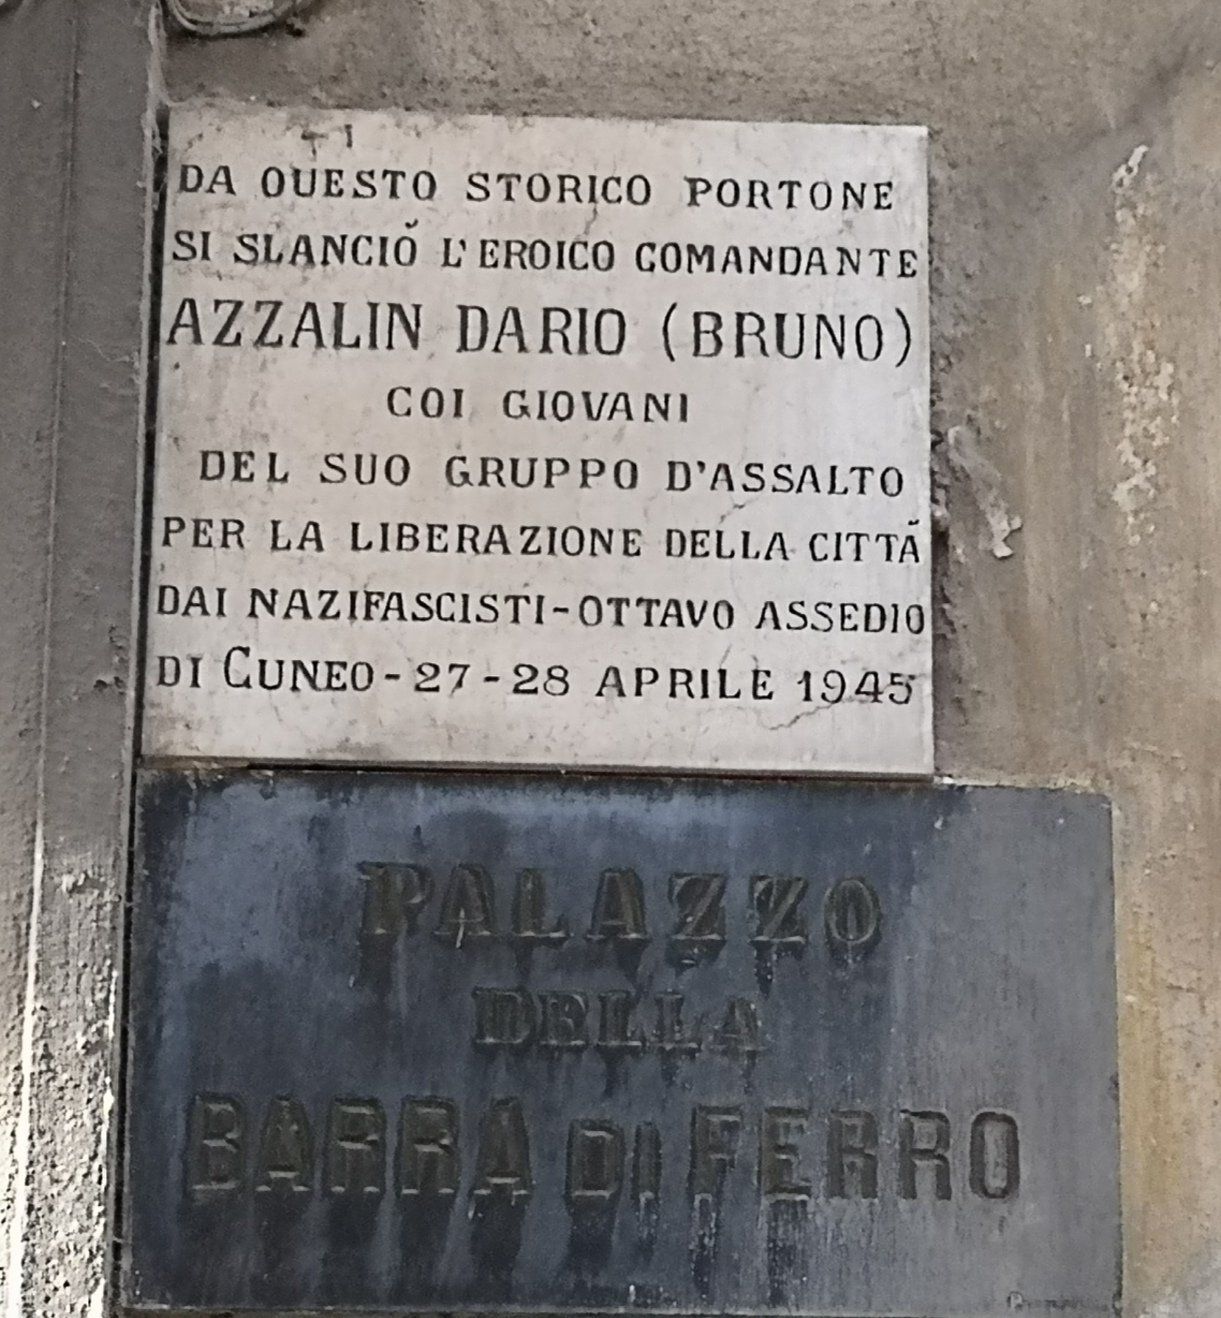 DA QUESTO STORICO PORTONE
SI SLANCIÒ L'EROICO COMANDANTE
AZZALIN DARIO (BRUNO)
COI GIOVANI
DEL SUO GRUPPO D'ASSALTO
PER LA LIBERAZIONE DELLA CITTÀ
DAI NAZIFASCISTI-OTTAVO ASSEDIO
DI CUNEO-27-28 APRILE 1945
PALAZZO
DELLA
BARRA DI FERRO